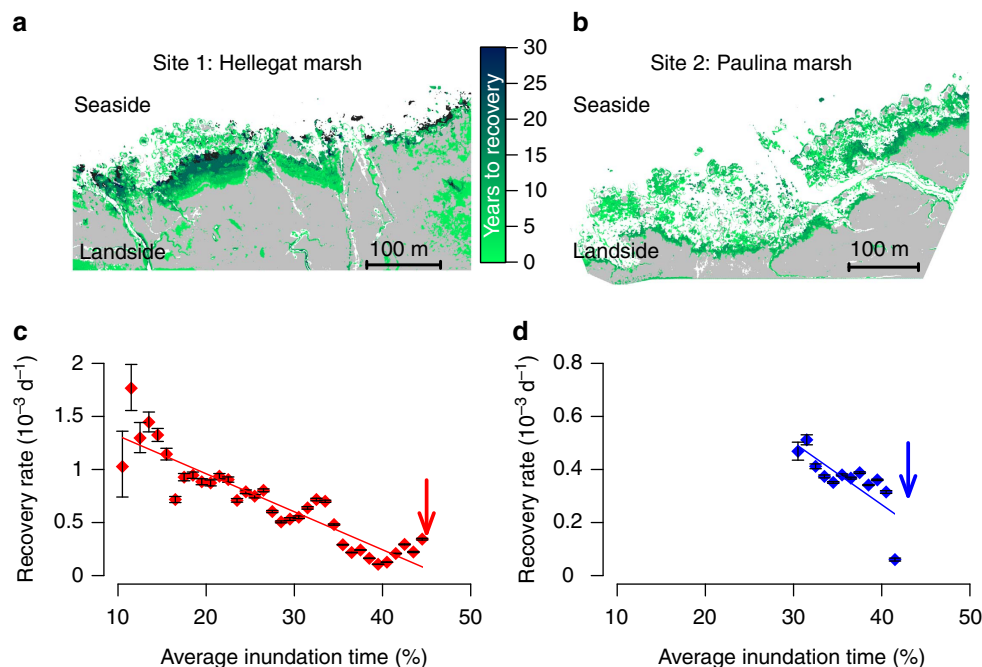 a
Site 1: Hellegat marsh
Seaside
Landside
100 m
30
25
20
15
10
5
0
Years to recovery
b
Site 2: Paulina marsh
Seaside
Landside
100 m
c
Recovery rate (10⁻³ d⁻¹)
2
1.5
1
0.5
0
10 20 30 40 50
Average inundation time (%)
d
Recovery rate (10⁻³ d⁻¹)
0.8
0.6
0.4
0.2
0
10 20 30 40 50
Average inundation time (%)